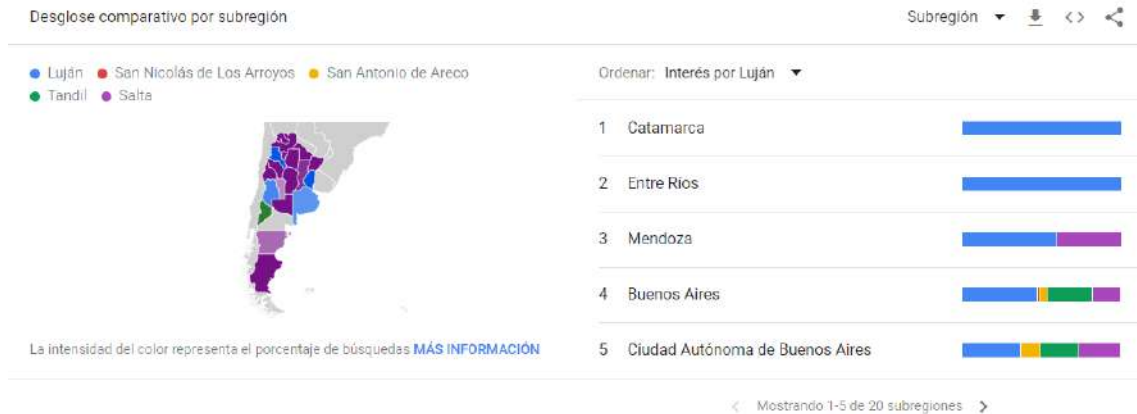 Desglose comparativo por subregión
Subregión
Luján San Nicolás de Los Arroyos San Antonio de Areco
Tandil Salta
Ordenar: Interés por Luján
1 Catamarca
2 Entre Ríos
3 Mendoza
4 Buenos Aires
5 Ciudad Autónoma de Buenos Aires
La intensidad del color representa el porcentaje de búsquedas MÁS INFORMACIÓN
Mostrando 1-5 de 20 subregiones